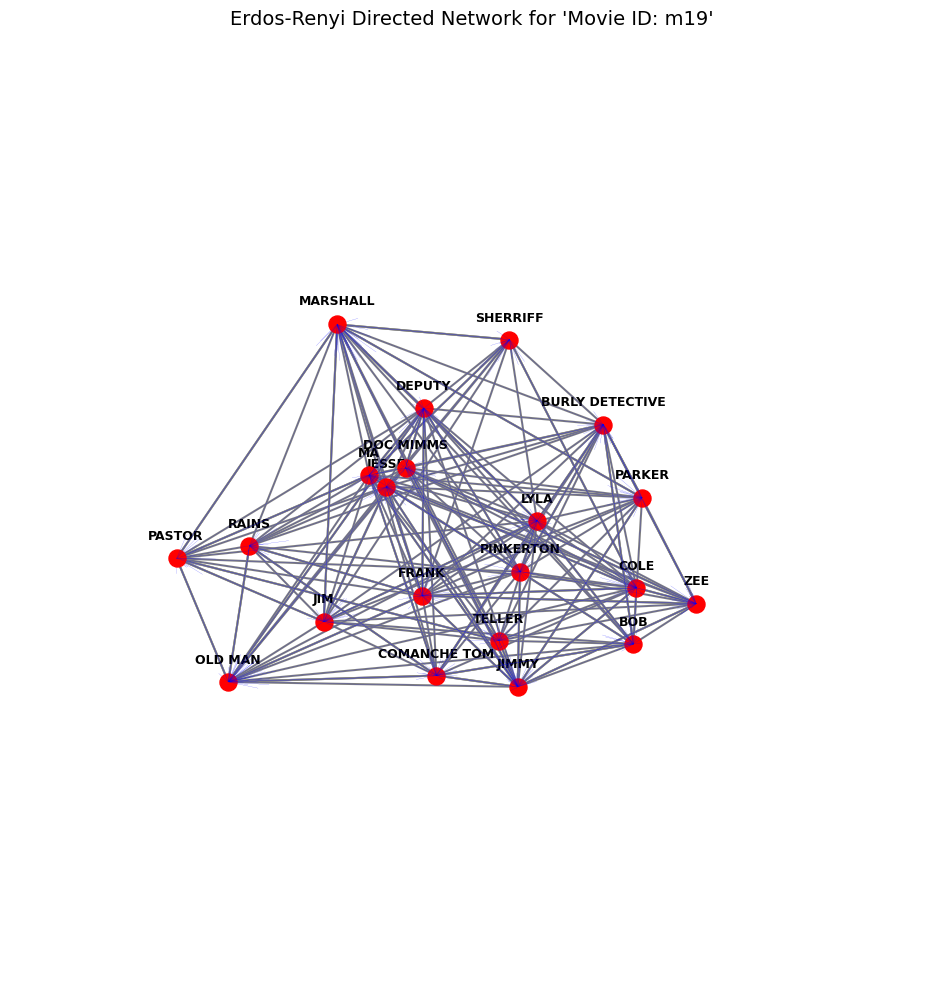 Erdos-Renyi Directed Network for 'Movie ID: m19'
MARSHALL
SHERRIFF
DEPUTY
BURLY DETECTIVE
DOC MIMMS
MA
JESSE
PARKER
LYLA
RAINS
PASTOR
PINKERTON
COLE
FRANK
ZEE
JIM
TELLER
BOB
COMANCHE TOM
OLD MAN
JIMMY